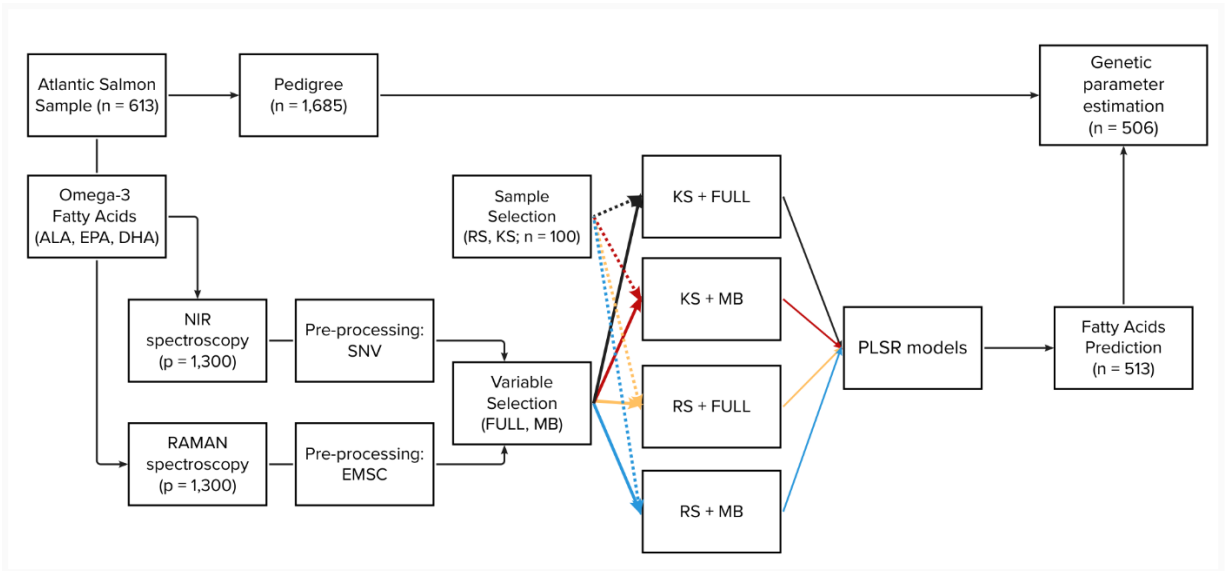 Atlantic Salmon
Sample (n = 613)
Pedigree
(n = 1,685)
Genetic
parameter
estimation
(n = 506)
Omega-3
Fatty Acids
(ALA, EPA, DHA)
Sample
Selection
(RS, KS; n = 100)
KS + FULL
NIR
spectroscopy
(p = 1,300)
Pre-processing:
SNV
KS + MB
Variable
Selection
(FULL, MB)
PLSR models
Fatty Acids
Prediction
(n = 513)
RS + FULL
RAMAN
spectroscopy
(p = 1,300)
Pre-processing:
EMSC
RS + MB